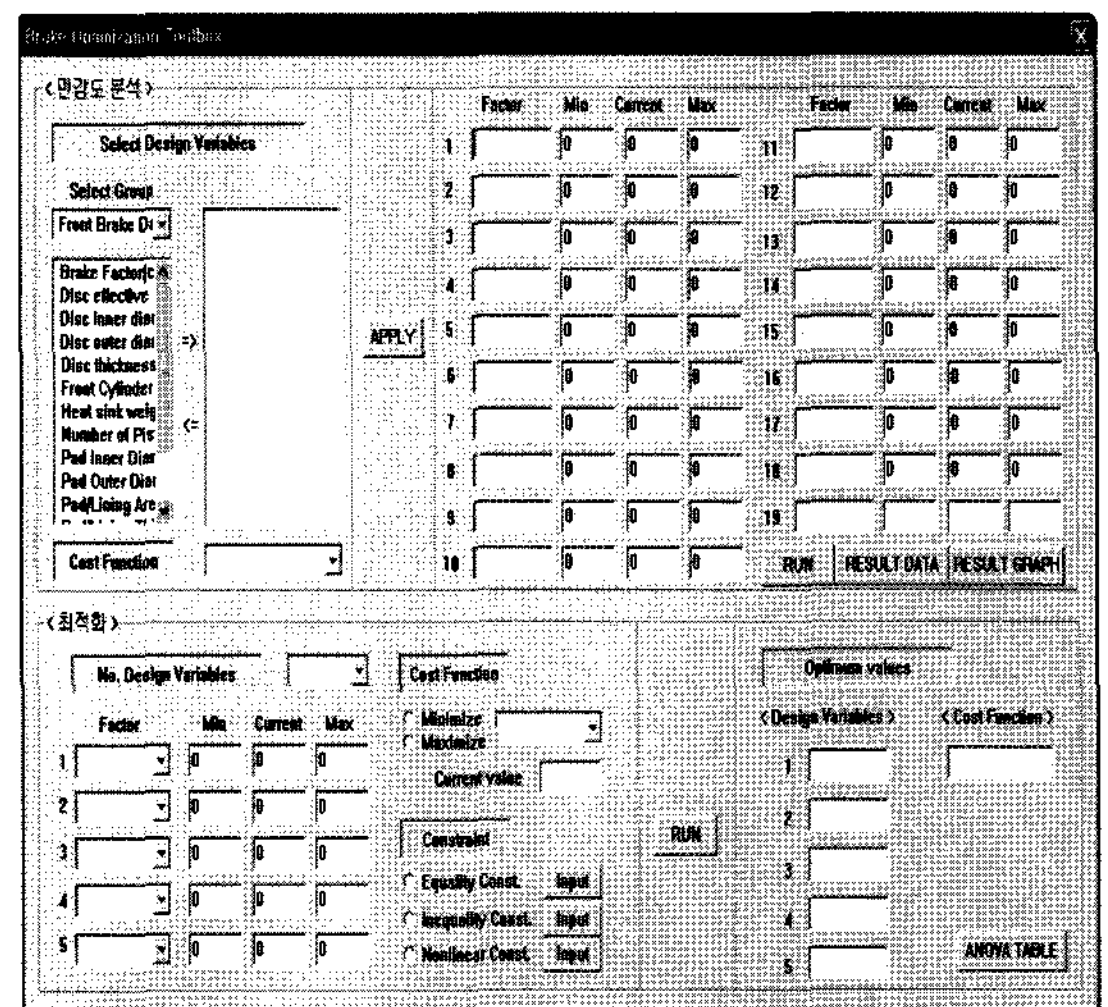 Brake Optimization Toolbox
<민감도 분석>
Select Design Variables
Select Group
Front Brake Da
Brake Factor(c
Disc effective
Disc inner diar
Disc outer diar
Disc thickness
Front Cylinder
Heat sink weig
Number of Pis
Pad Inner Diar
Pad Outer Diar
Pad/Lining Are
=>
<=
APPLY
Cost Function
Factor Min Current Max Factor Min Current Max
1 0 0 0 11 0 0 0
2 0 0 0 12 0 0 0
3 0 0 0 13 0 0 0
4 0 0 0 14 0 0 0
5 0 0 0 15 0 0 0
6 0 0 0 16 0 0 0
7 0 0 0 17 0 0 0
8 0 0 0 18 0 0 0
9 0 0 0 19
10 0 0 0 RUN RESULT DATA RESULT GRAPH
<최적화>
No. Design Variables
Factor Min Current Max
1 0 0 0
2 0 0 0
3 0 0 0
4 0 0 0
5 0 0 0
Cost Function
Minimize
Maximize
Current value
Constraint
Equality Const. Input
Inequality Const. Input
Nonlinear Const. Input
RUN
Optimum values
<Design Variables> <Cost Function>
1
2
3
4
5
ANOVA TABLE